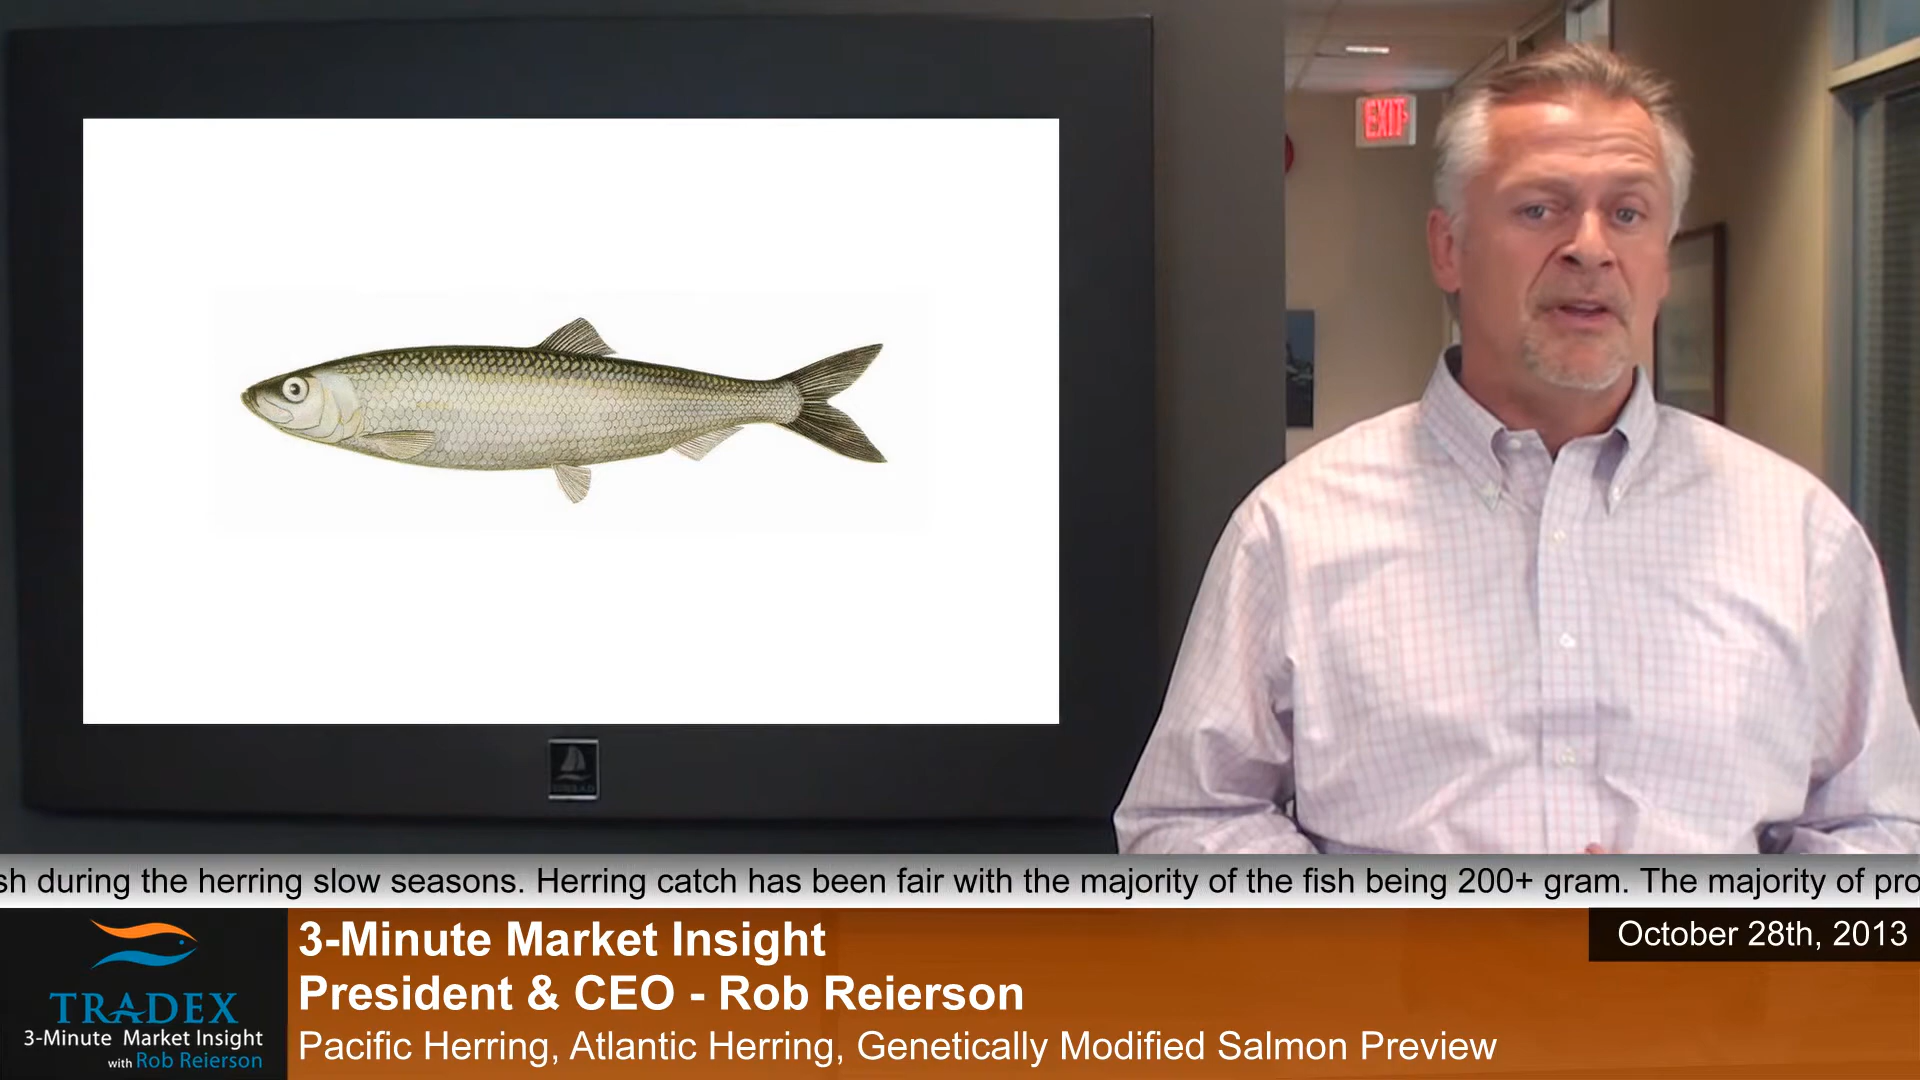 EXIT
sh during the herring slow seasons. Herring catch has been fair with the majority of the fish being 200+ gram. The majority of pro
3-Minute Market Insight
October 28th, 2013
President & CEO - Rob Reierson
Pacific Herring, Atlantic Herring, Genetically Modified Salmon Preview
TRADEX
3-Minute Market Insight
with Rob Reierson